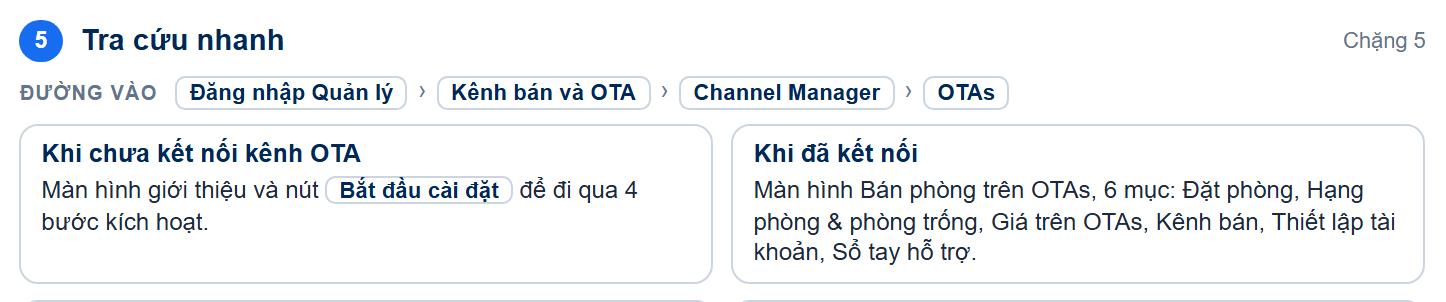 5 Tra cứu nhanh Chặng 5
ĐƯỜNG VÀO Đăng nhập Quản lý › Kênh bán và OTA › Channel Manager › OTAs
Khi chưa kết nối kênh OTA
Màn hình giới thiệu và nút Bắt đầu cài đặt để đi qua 4
bước kích hoạt.
Khi đã kết nối
Màn hình Bán phòng trên OTAs, 6 mục: Đặt phòng, Hạng
phòng & phòng trống, Giá trên OTAs, Kênh bán, Thiết lập tài
khoản, Sổ tay hỗ trợ.